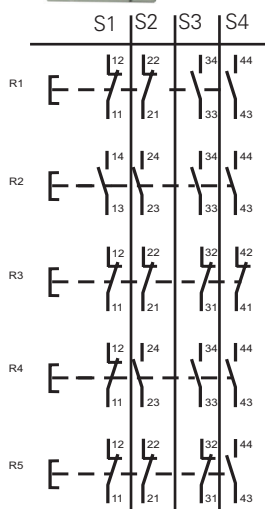 S1 S2 S3 S4
12 22 34 44
R1
11 21 33 43
14 24 34 44
R2
13 23 33 43
12 22 32 42
R3
11 21 31 41
12 24 34 44
R4
11 23 33 43
12 22 32 44
R5
11 21 31 43